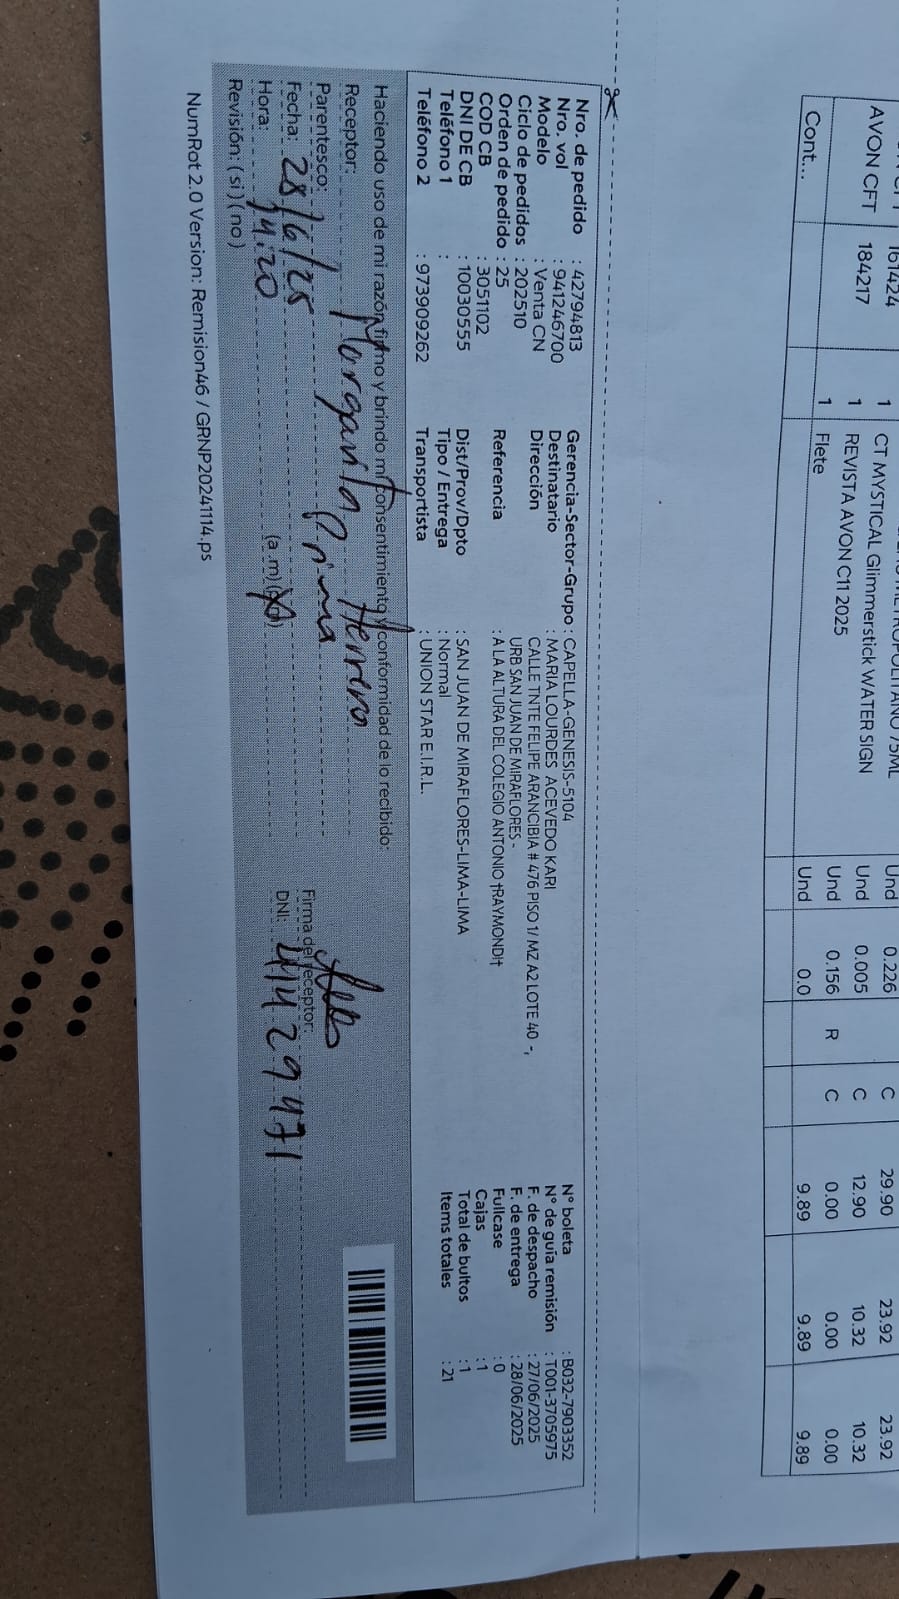 161424 1
AVON CFT 184217 1 CT MYSTICAL Glimmerstick WATER SIGN Und 0.226 C 29.90 23.92 23.92
1 REVISTA AVON C11 2025 Und 0.005 C 12.90 10.32 10.32
Flete Und 0.156 R C 0.00 0.00 0.00
Cont... Und 0.0 9.89 9.89 9.89
Nro. de pedido : 42794813
Nro. vol : 941246700
Modelo : Venta CN
Ciclo de pedidos : 202510
Orden de pedido : 25
COD CB : 3051102
DNI DE CB : 10030555
Teléfono 1 :
Teléfono 2 : 973909262
Gerencia-Sector-Grupo : CAPELLA-GENESIS-5104
Destinatario : MARIA LOURDES ACEVEDO KARI
Dirección : CALLE TNTE FELIPE ARANCIBIA # 476 PISO 1/ MZ A2 LOTE 40 -,
URB SAN JUAN DE MIRAFLORES -
Referencia : A LA ALTURA DEL COLEGIO ANTONIO †RAYMONDI†
Dist/Prov/Dpto : SAN JUAN DE MIRAFLORES-LIMA-LIMA
Tipo / Entrega : Normal
Transportista : UNION STAR E.I.R.L.
N° boleta : B032-7903352
N° de guía remisión : T001-3705975
F. de despacho : 27/06/2025
F. de entrega : 28/06/2025
Fullcase : 0
Cajas : 1
Total de bultos : 1
Items totales : 21
Haciendo uso de mi razón firmo y brindo mi consentimiento y conformidad de lo recibido:
Receptor: Margarita Herrera
Parentesco: Prima
Fecha: 28/6/25
Hora: 14:20 (a.m)
Revisión: ( si ) ( no )
Firma del receptor:
DNI: 41429471
NumRot 2.0 Version: Remision46 / GRNP20241114.ps